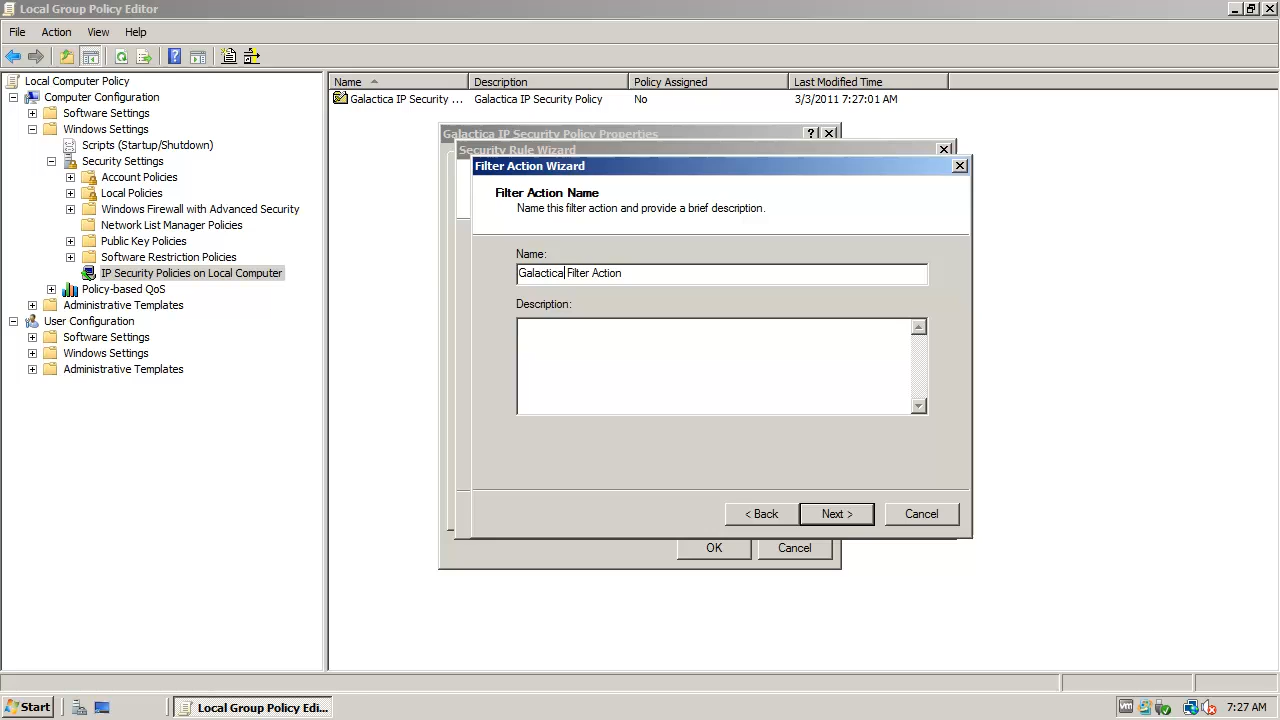 Local Group Policy Editor
File Action View Help
Local Computer Policy
Computer Configuration
Software Settings
Windows Settings
Scripts (Startup/Shutdown)
Security Settings
Account Policies
Local Policies
Windows Firewall with Advanced Security
Network List Manager Policies
Public Key Policies
Software Restriction Policies
IP Security Policies on Local Computer
Policy-based QoS
Administrative Templates
User Configuration
Software Settings
Windows Settings
Administrative Templates
Name Description Policy Assigned Last Modified Time
Galactica IP Security ... Galactica IP Security Policy No 3/3/2011 7:27:01 AM
Galactica IP Security Policy Properties
Security Rule Wizard
Filter Action Wizard
Filter Action Name
Name this filter action and provide a brief description.
Name:
Galactica Filter Action
Description:
< Back Next > Cancel
OK Cancel
Start Local Group Policy Edi... 7:27 AM